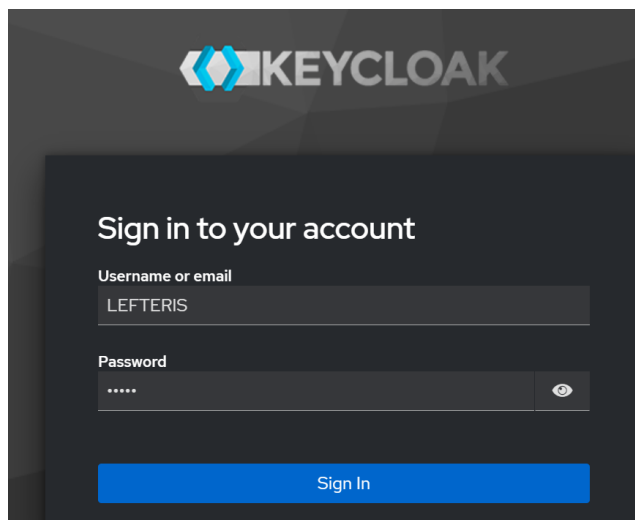 KEYCLOAK
Sign in to your account
Username or email
LEFTERIS
Password
•••••
Sign In